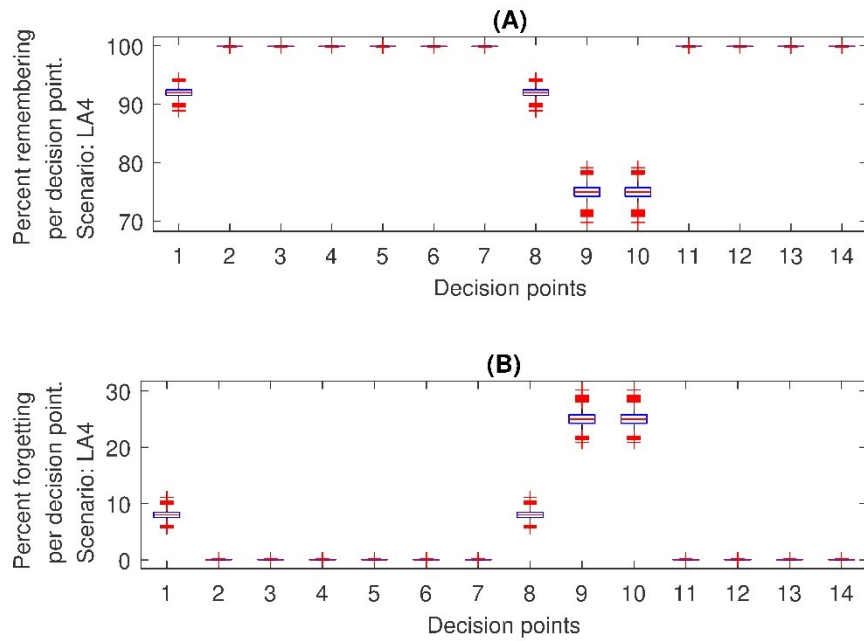 (A)
Percent remembering
per decision point.
Scenario: LA4
100
90
80
70
1 2 3 4 5 6 7 8 9 10 11 12 13 14
Decision points
(B)
Percent forgetting
per decision point.
Scenario: LA4
30
20
10
0
1 2 3 4 5 6 7 8 9 10 11 12 13 14
Decision points